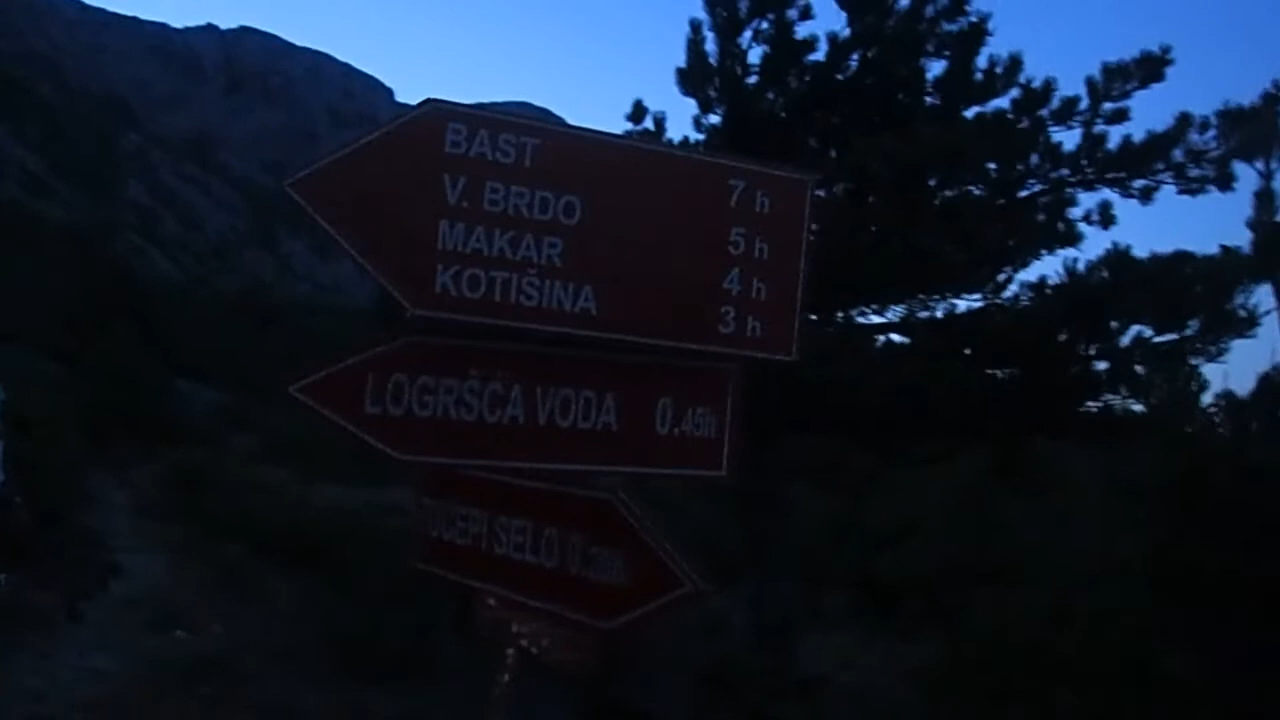 BAST 7 h
V. BRDO 5 h
MAKAR 4 h
KOTIŠINA 3 h
LOGRŠĆA VODA 0.45h
SELO